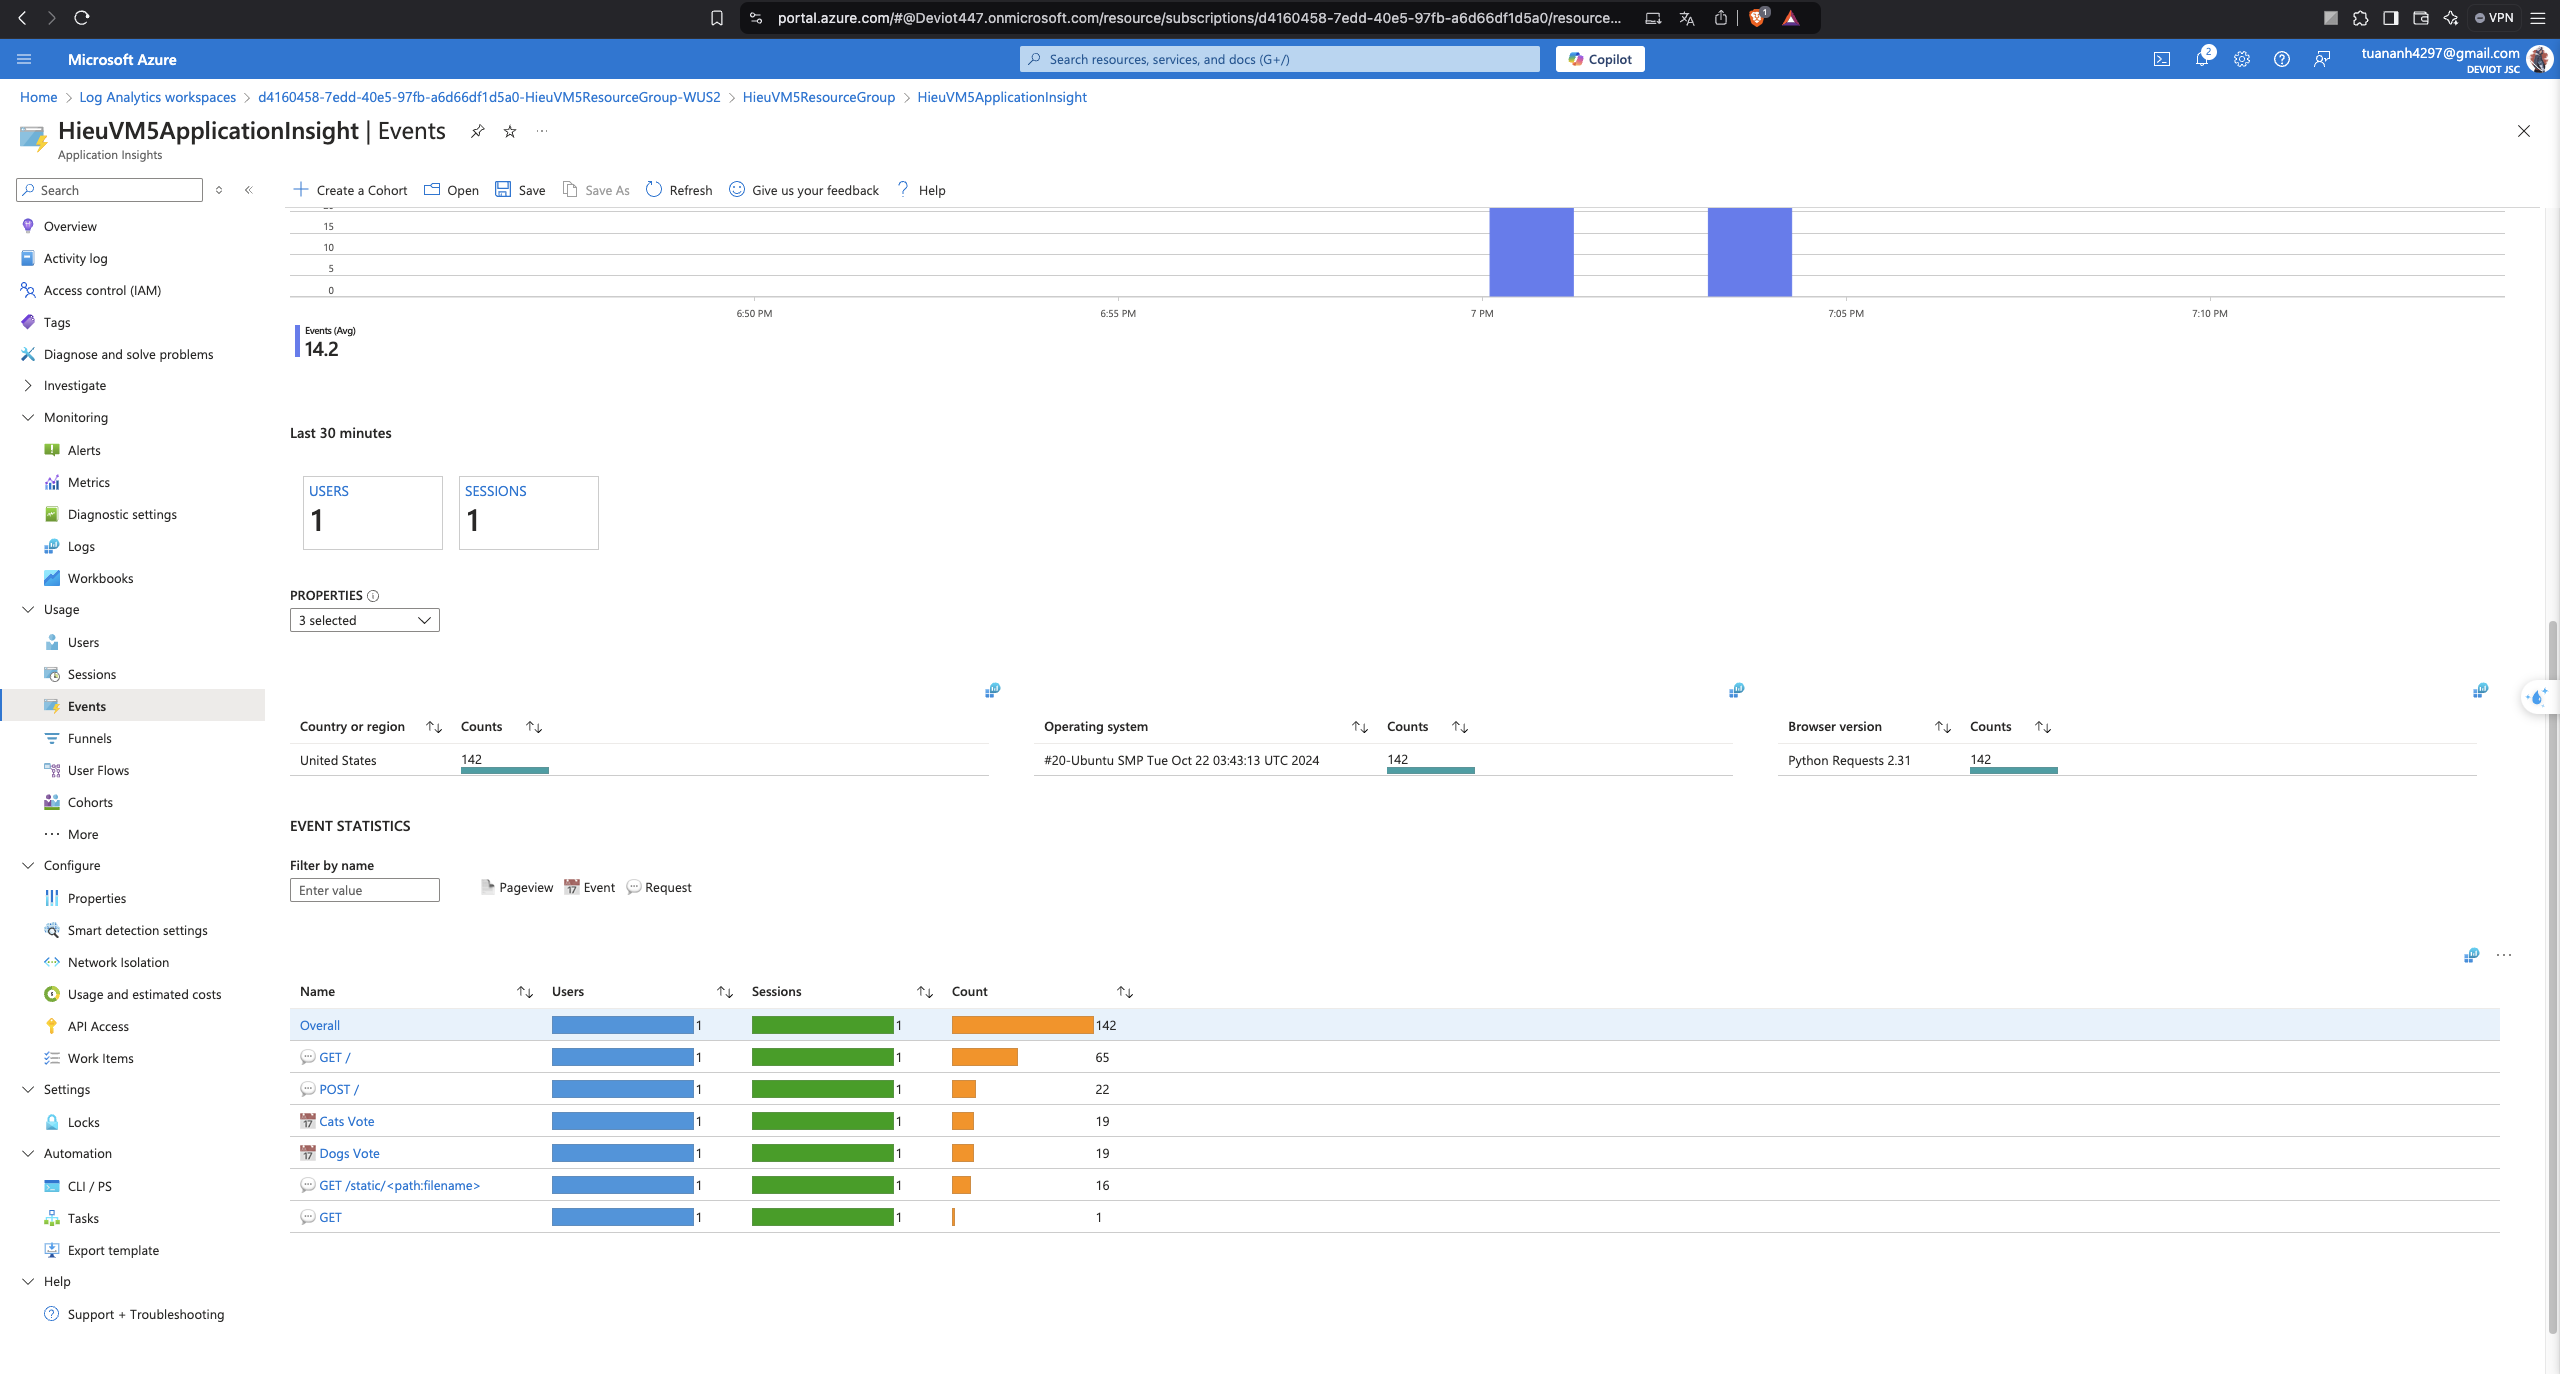 portal.azure.com/#@Deviot447.onmicrosoft.com/resource/subscriptions/d4160458-7edd-40e5-97fb-a6d66df1d5a0/resource...
1
VPN
Microsoft Azure
Search resources, services, and docs (G+/)
Copilot
2
tuananh4297@gmail.com
DEVIOT JSC
Home > Log Analytics workspaces > d4160458-7edd-40e5-97fb-a6d66df1d5a0-HieuVM5ResourceGroup-WUS2 > HieuVM5ResourceGroup > HieuVM5ApplicationInsight
HieuVM5ApplicationInsight | Events
Application Insights
Search
Overview
Activity log
Access control (IAM)
Tags
Diagnose and solve problems
Investigate
Monitoring
Alerts
Metrics
Diagnostic settings
Logs
Workbooks
Usage
Users
Sessions
Events
Funnels
User Flows
Cohorts
More
Configure
Properties
Smart detection settings
Network Isolation
Usage and estimated costs
API Access
Work Items
Settings
Locks
Automation
CLI / PS
Tasks
Export template
Help
Support + Troubleshooting
Create a Cohort Open Save Save As Refresh Give us your feedback Help
15
10
5
0
6:50 PM 6:55 PM 7 PM 7:05 PM 7:10 PM
Events (Avg)
14.2
Last 30 minutes
USERS SESSIONS
1 1
PROPERTIES
3 selected
Country or region Counts Operating system Counts Browser version Counts
United States 142 #20-Ubuntu SMP Tue Oct 22 03:43:13 UTC 2024 142 Python Requests 2.31 142
EVENT STATISTICS
Filter by name
Enter value
Pageview Event Request
Name Users Sessions Count
Overall 1 1 142
GET / 1 1 65
POST / 1 1 22
Cats Vote 1 1 19
Dogs Vote 1 1 19
GET /static/<path:filename> 1 1 16
GET 1 1 1